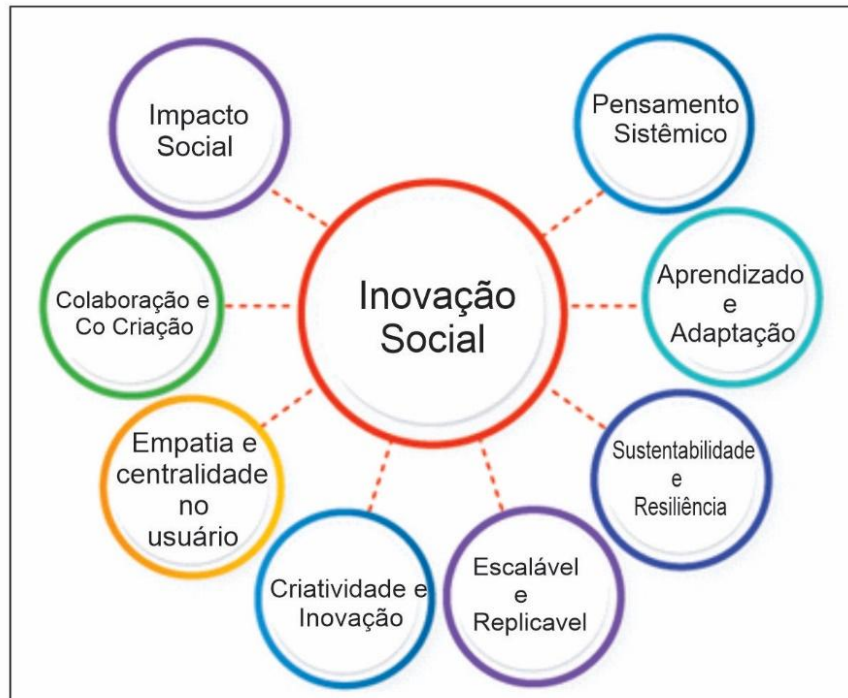 Impacto
Social
Pensamento
Sistêmico
Colaboração e
Co Criação
Inovação
Social
Aprendizado
e
Adaptação
Empatia e
centralidade
no
usuário
Sustentabilidade
e
Resiliência
Criatividade e
Inovação
Escalável
e
Replicavel